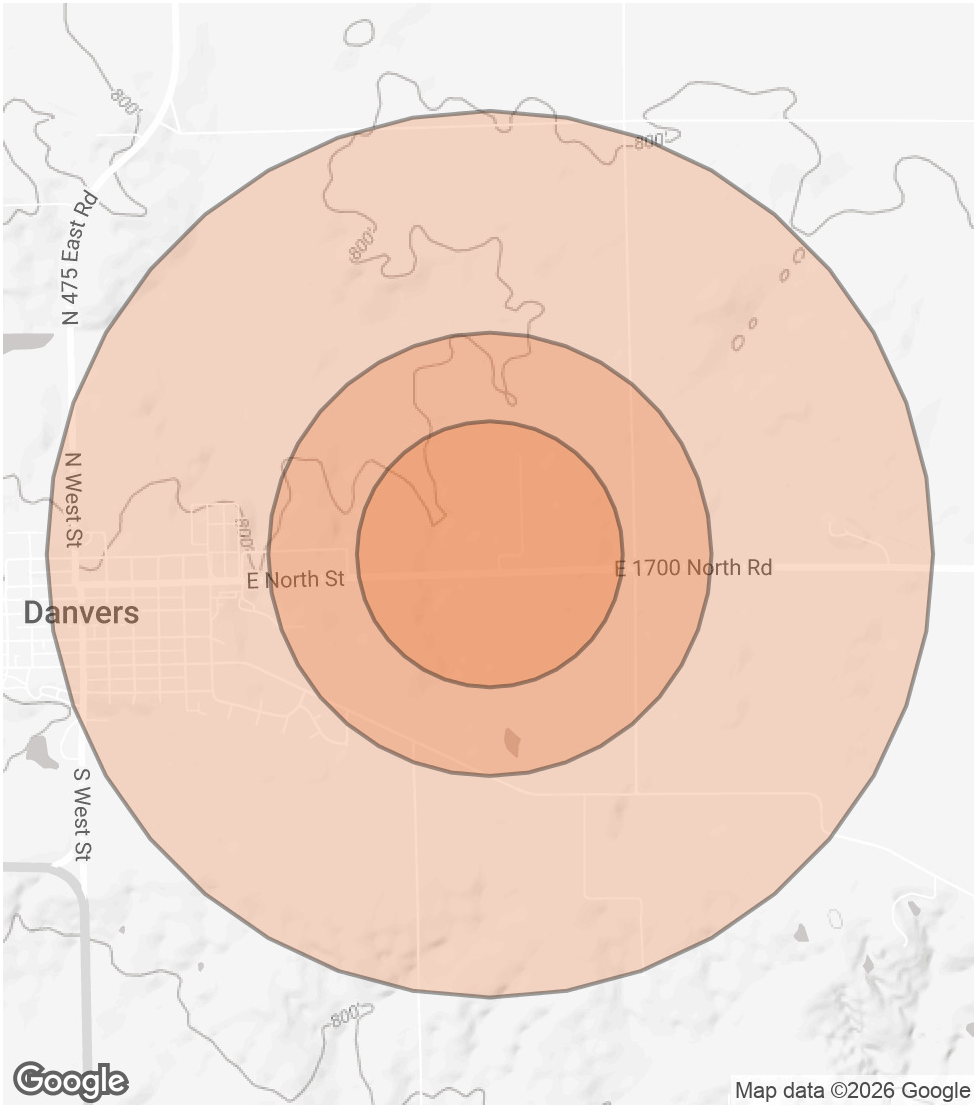 800'
800'
N 475 East Rd
800'
N West St
800'
E North St
E 1700 North Rd
Danvers
S West St
800'
Google
Map data ©2026 Google